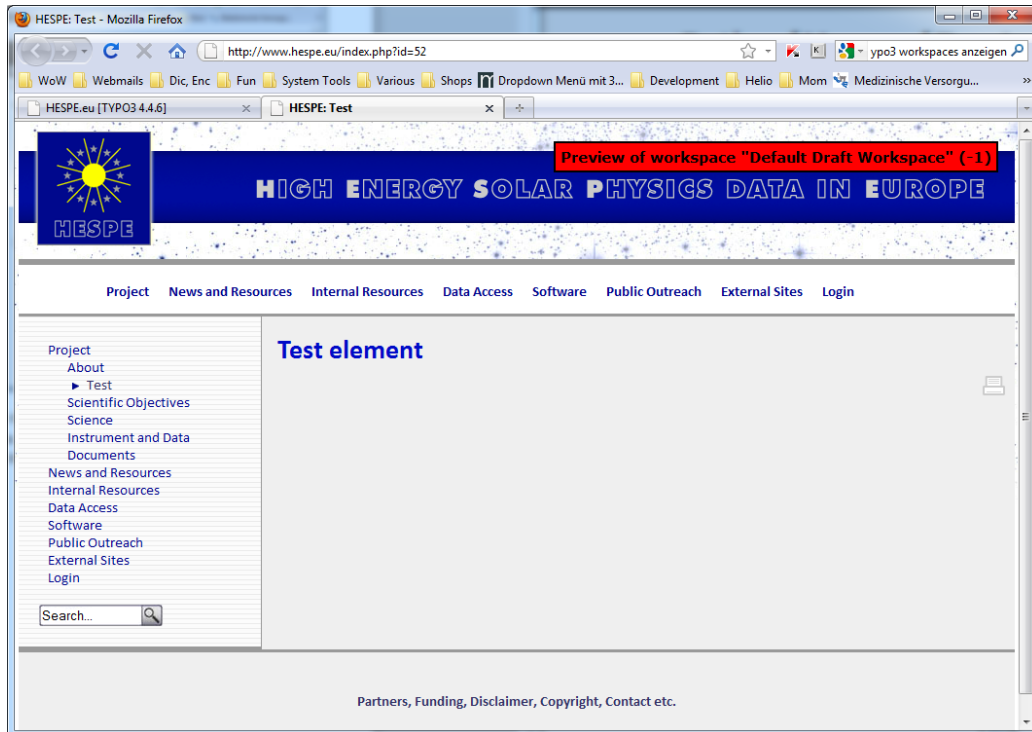 HESPE: Test - Mozilla Firefox
http://www.hespe.eu/index.php?id=52
ypo3 workspaces anzeigen
WoW Webmails Dic, Enc Fun System Tools Various Shops Dropdown Menü mit 3... Development Helio Mom Medizinische Versorgu... »
HESPE.eu [TYPO3 4.4.6] HESPE: Test
Preview of workspace "Default Draft Workspace" (-1)
HIGH ENERGY SOLAR PHYSICS DATA IN EUROPE
HESPE
Project News and Resources Internal Resources Data Access Software Public Outreach External Sites Login
Test element
Project
About
► Test
Scientific Objectives
Science
Instrument and Data
Documents
News and Resources
Internal Resources
Data Access
Software
Public Outreach
External Sites
Login
Search...
Partners, Funding, Disclaimer, Copyright, Contact etc.